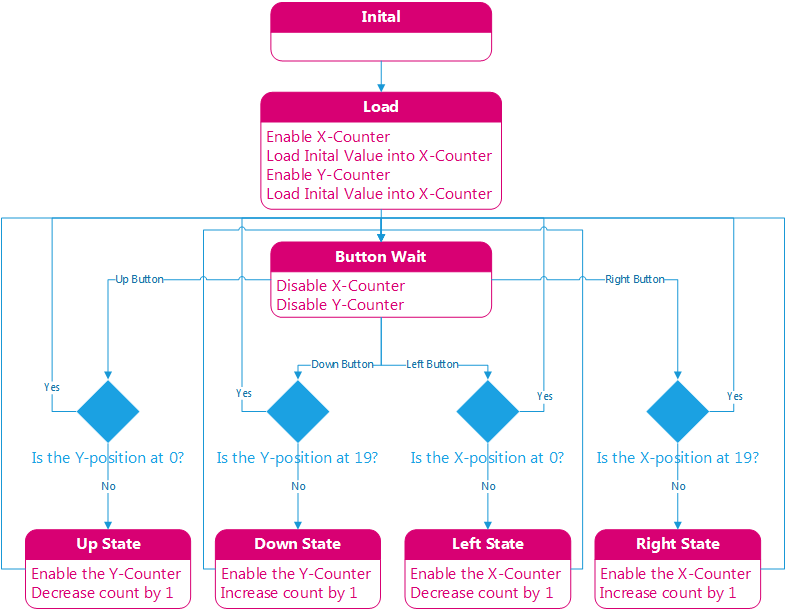 Inital
Load
Enable X-Counter
Load Inital Value into X-Counter
Enable Y-Counter
Load Inital Value into X-Counter
Button Wait
Disable X-Counter
Disable Y-Counter
Up Button
Right Button
Down Button
Left Button
Yes
Yes
Yes
Yes
Is the Y-position at 0?
Is the Y-position at 19?
Is the X-position at 0?
Is the X-position at 19?
No
No
No
No
Up State
Enable the Y-Counter
Decrease count by 1
Down State
Enable the Y-Counter
Increase count by 1
Left State
Enable the X-Counter
Decrease count by 1
Right State
Enable the X-Counter
Increase count by 1